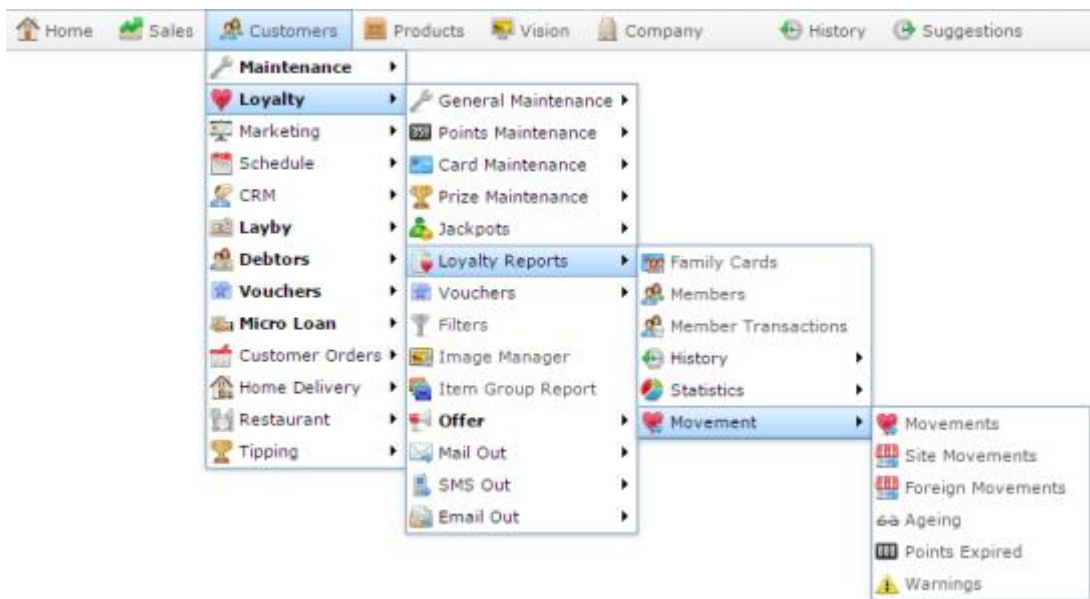 Home Sales Customers Products Vision Company History Suggestions
Maintenance
Loyalty
Marketing
Schedule
CRM
Layby
Debtors
Vouchers
Micro Loan
Customer Orders
Home Delivery
Restaurant
Tipping
General Maintenance
Points Maintenance
Card Maintenance
Prize Maintenance
Jackpots
Loyalty Reports
Vouchers
Filters
Image Manager
Item Group Report
Offer
Mail Out
SMS Out
Email Out
Family Cards
Members
Member Transactions
History
Statistics
Movement
Movements
Site Movements
Foreign Movements
Ageing
Points Expired
Warnings